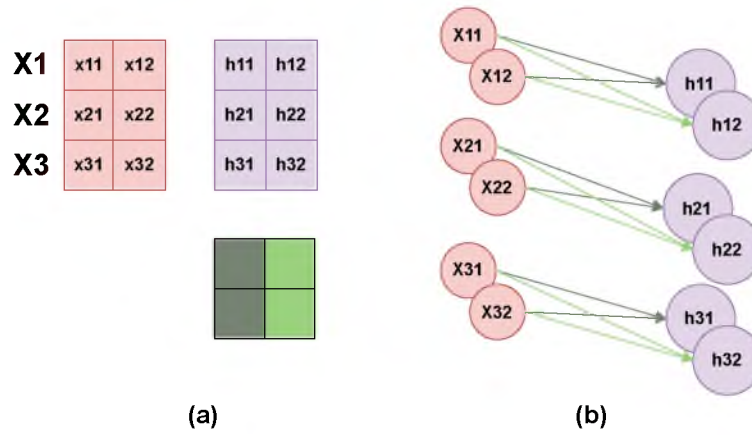 X1 x11 x12 h11 h12
X2 x21 x22 h21 h22
X3 x31 x32 h31 h32
(a)
X11
X12
h11
h12
X21
X22
h21
h22
X31
X32
h31
h32
(b)